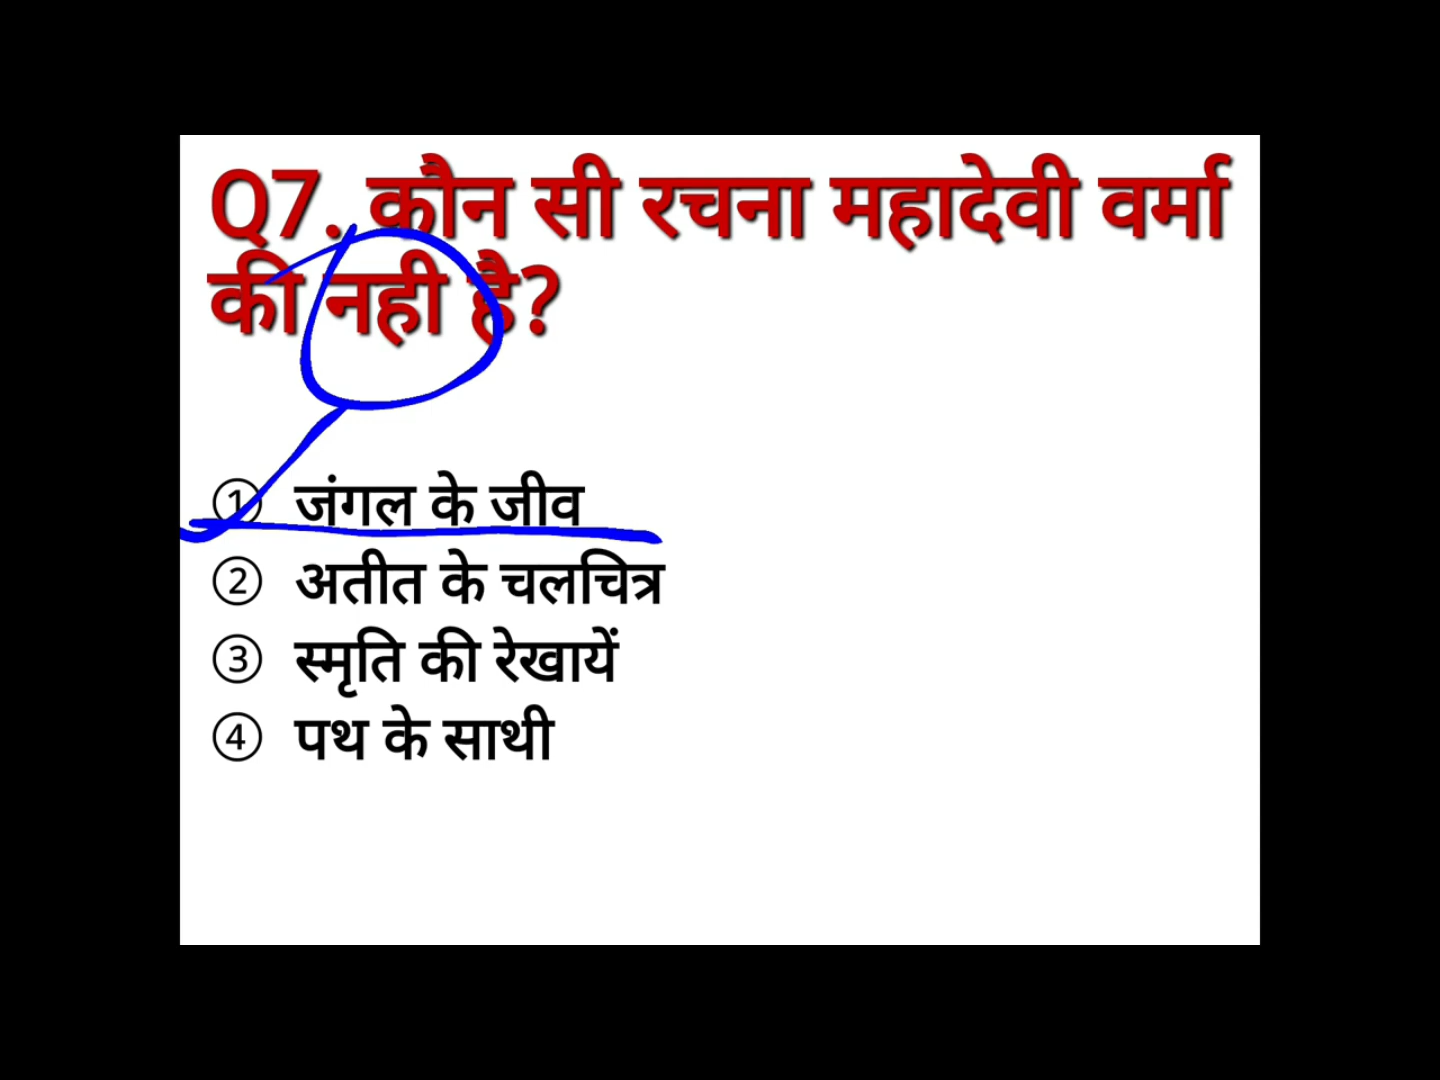 Q7. कौन सी रचना महादेवी वर्मा
की नही है?
① जंगल के जीव
② अतीत के चलचित्र
③ स्मृति की रेखायें
④ पथ के साथी